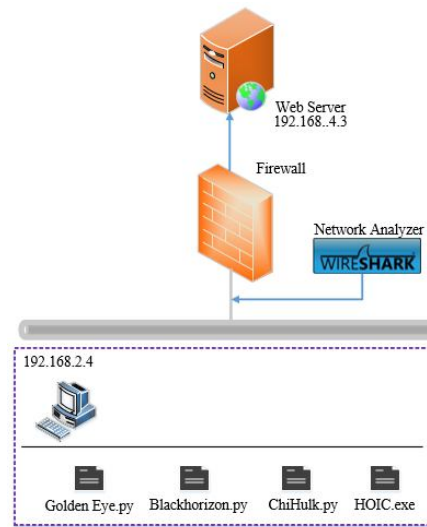 Web Server
192.168..4.3
Firewall
Network Analyzer
WIRESHARK
192.168.2.4
Golden Eye.py
Blackhorizon.py
ChiHulk.py
HOIC.exe